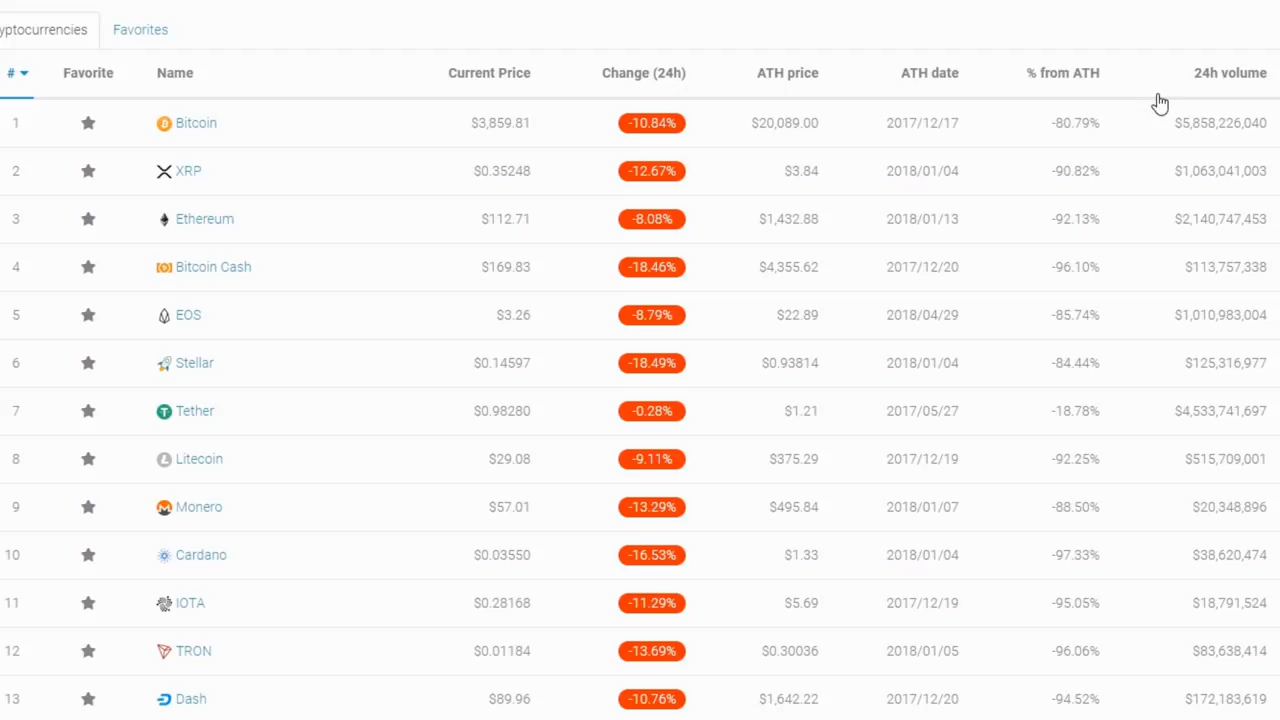 yptocurrencies Favorites
# Favorite Name Current Price Change (24h) ATH price ATH date % from ATH 24h volume
1 Bitcoin $3,859.81 -10.84% $20,089.00 2017/12/17 -80.79% $5,858,226,040
2 XRP $0.35248 -12.67% $3.84 2018/01/04 -90.82% $1,063,041,003
3 Ethereum $112.71 -8.08% $1,432.88 2018/01/13 -92.13% $2,140,747,453
4 Bitcoin Cash $169.83 -18.46% $4,355.62 2017/12/20 -96.10% $113,757,338
5 EOS $3.26 -8.79% $22.89 2018/04/29 -85.74% $1,010,983,004
6 Stellar $0.14597 -18.49% $0.93814 2018/01/04 -84.44% $125,316,977
7 Tether $0.98280 -0.28% $1.21 2017/05/27 -18.78% $4,533,741,697
8 Litecoin $29.08 -9.11% $375.29 2017/12/19 -92.25% $515,709,001
9 Monero $57.01 -13.29% $495.84 2018/01/07 -88.50% $20,348,896
10 Cardano $0.03550 -16.53% $1.33 2018/01/04 -97.33% $38,620,474
11 IOTA $0.28168 -11.29% $5.69 2017/12/19 -95.05% $18,791,524
12 TRON $0.01184 -13.69% $0.30036 2018/01/05 -96.06% $83,638,414
13 Dash $89.96 -10.76% $1,642.22 2017/12/20 -94.52% $172,183,619